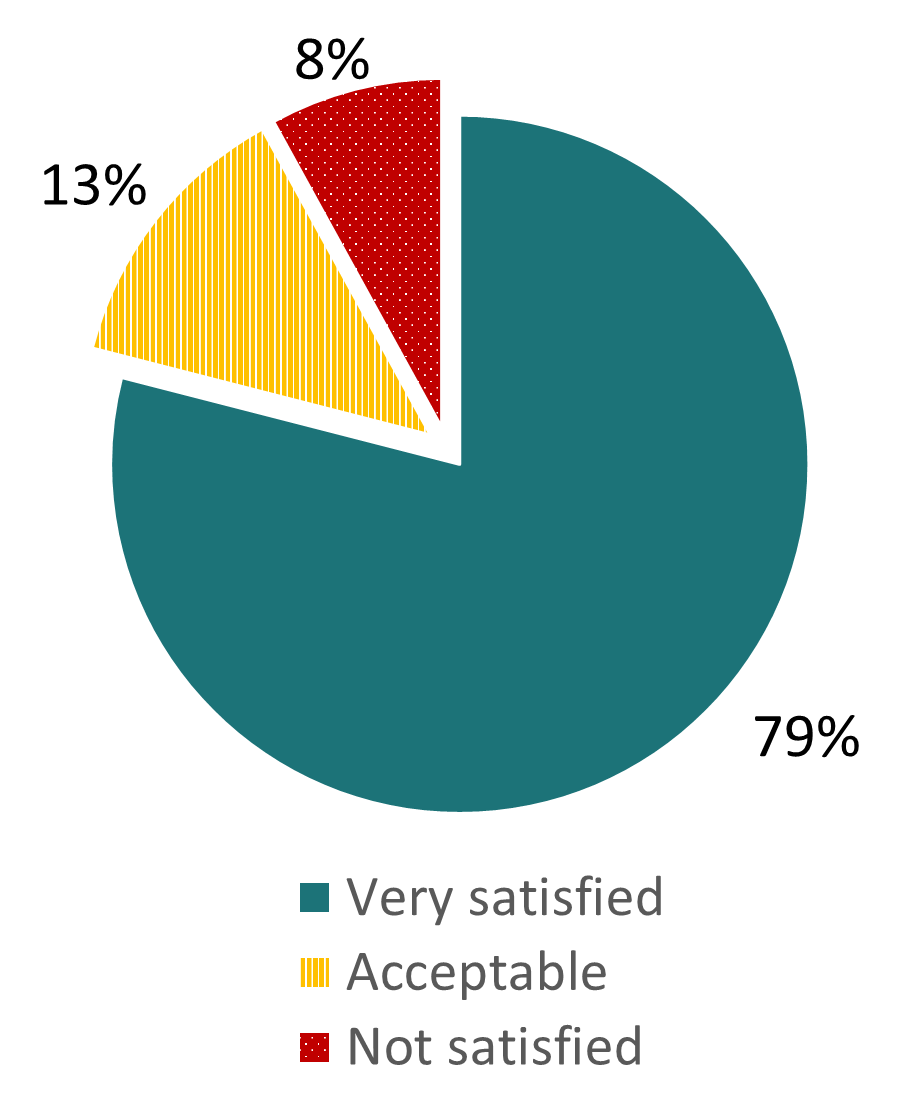 8%
13%
79%
Very satisfied
Acceptable
Not satisfied